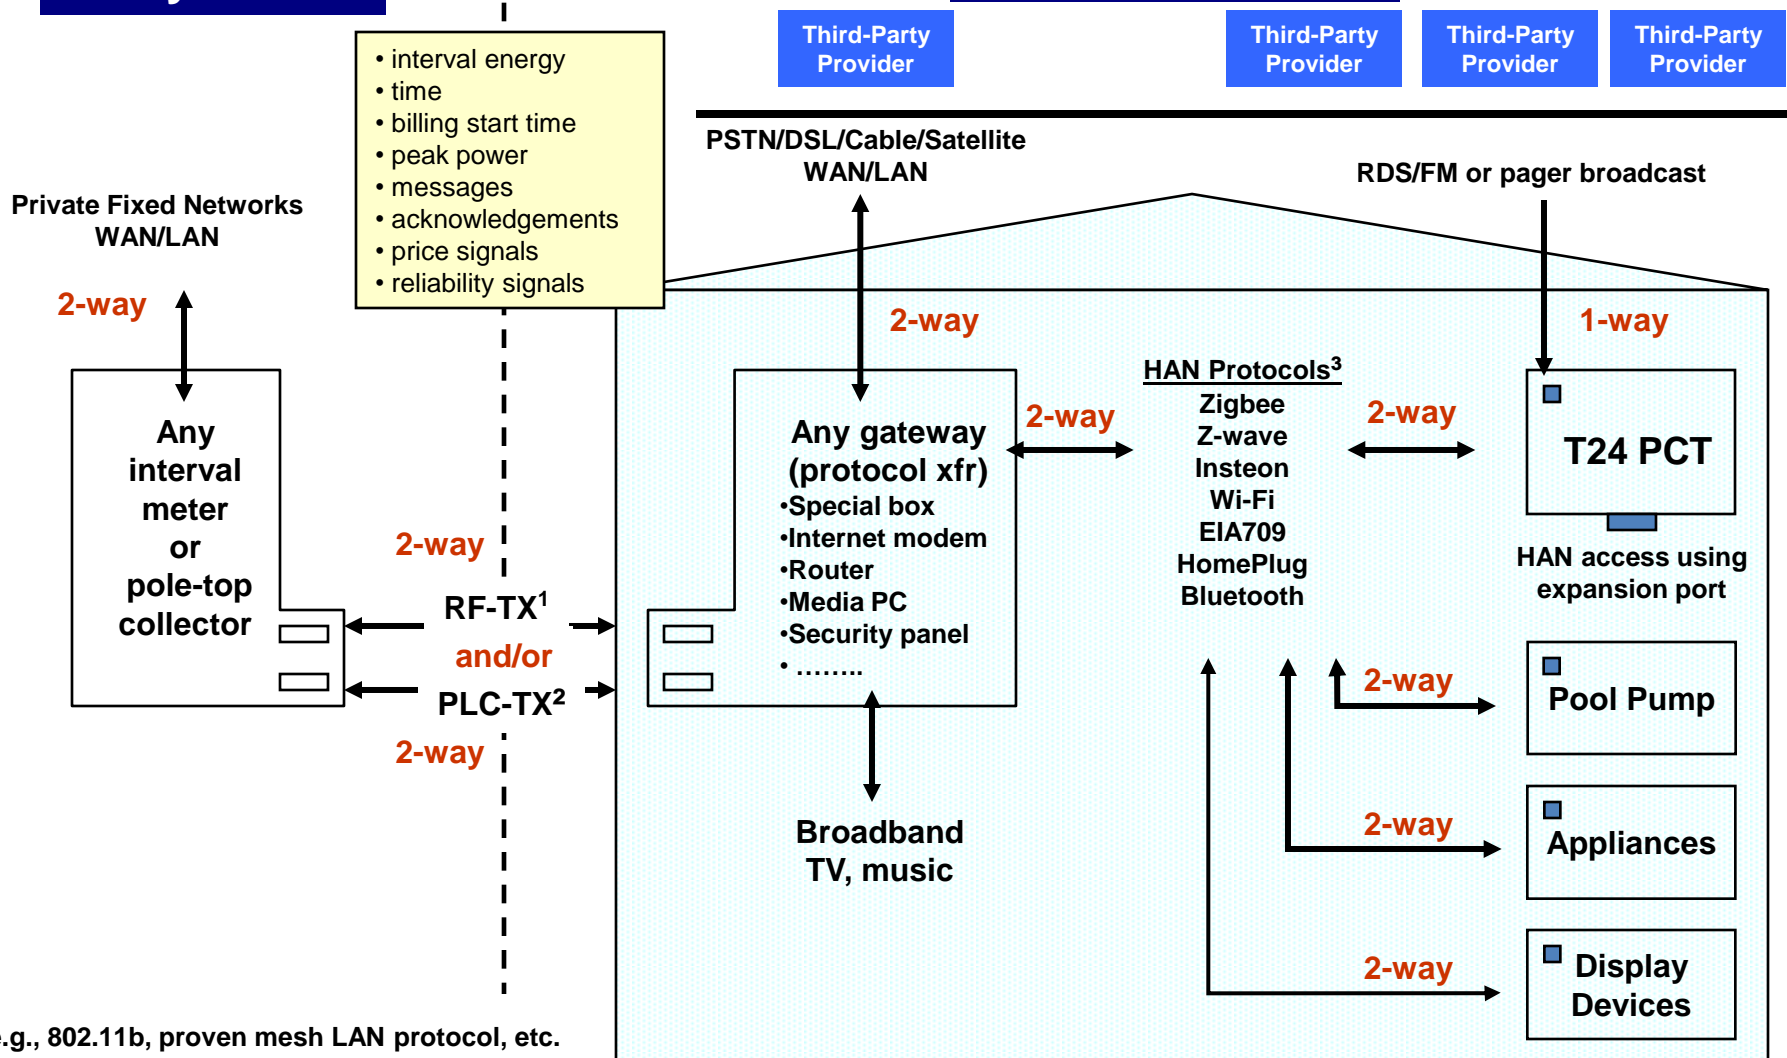 Third-Party
Provider
Third-Party
Provider
Third-Party
Provider
Third-Party
Provider
• interval energy
• time
• billing start time
• peak power
• messages
• acknowledgements
• price signals
• reliability signals
PSTN/DSL/Cable/Satellite
WAN/LAN
RDS/FM or pager broadcast
Private Fixed Networks
WAN/LAN
2-way
2-way
1-way
Any
interval
meter
or
pole-top
collector
2-way
RF-TX¹
and/or
PLC-TX²
2-way
Any gateway
(protocol xfr)
•Special box
•Internet modem
•Router
•Media PC
•Security panel
• ........
Broadband
TV, music
2-way
HAN Protocols³
Zigbee
Z-wave
Insteon
Wi-Fi
EIA709
HomePlug
Bluetooth
2-way
T24 PCT
HAN access using
expansion port
2-way
Pool Pump
2-way
Appliances
2-way
Display
Devices
e.g., 802.11b, proven mesh LAN protocol, etc.